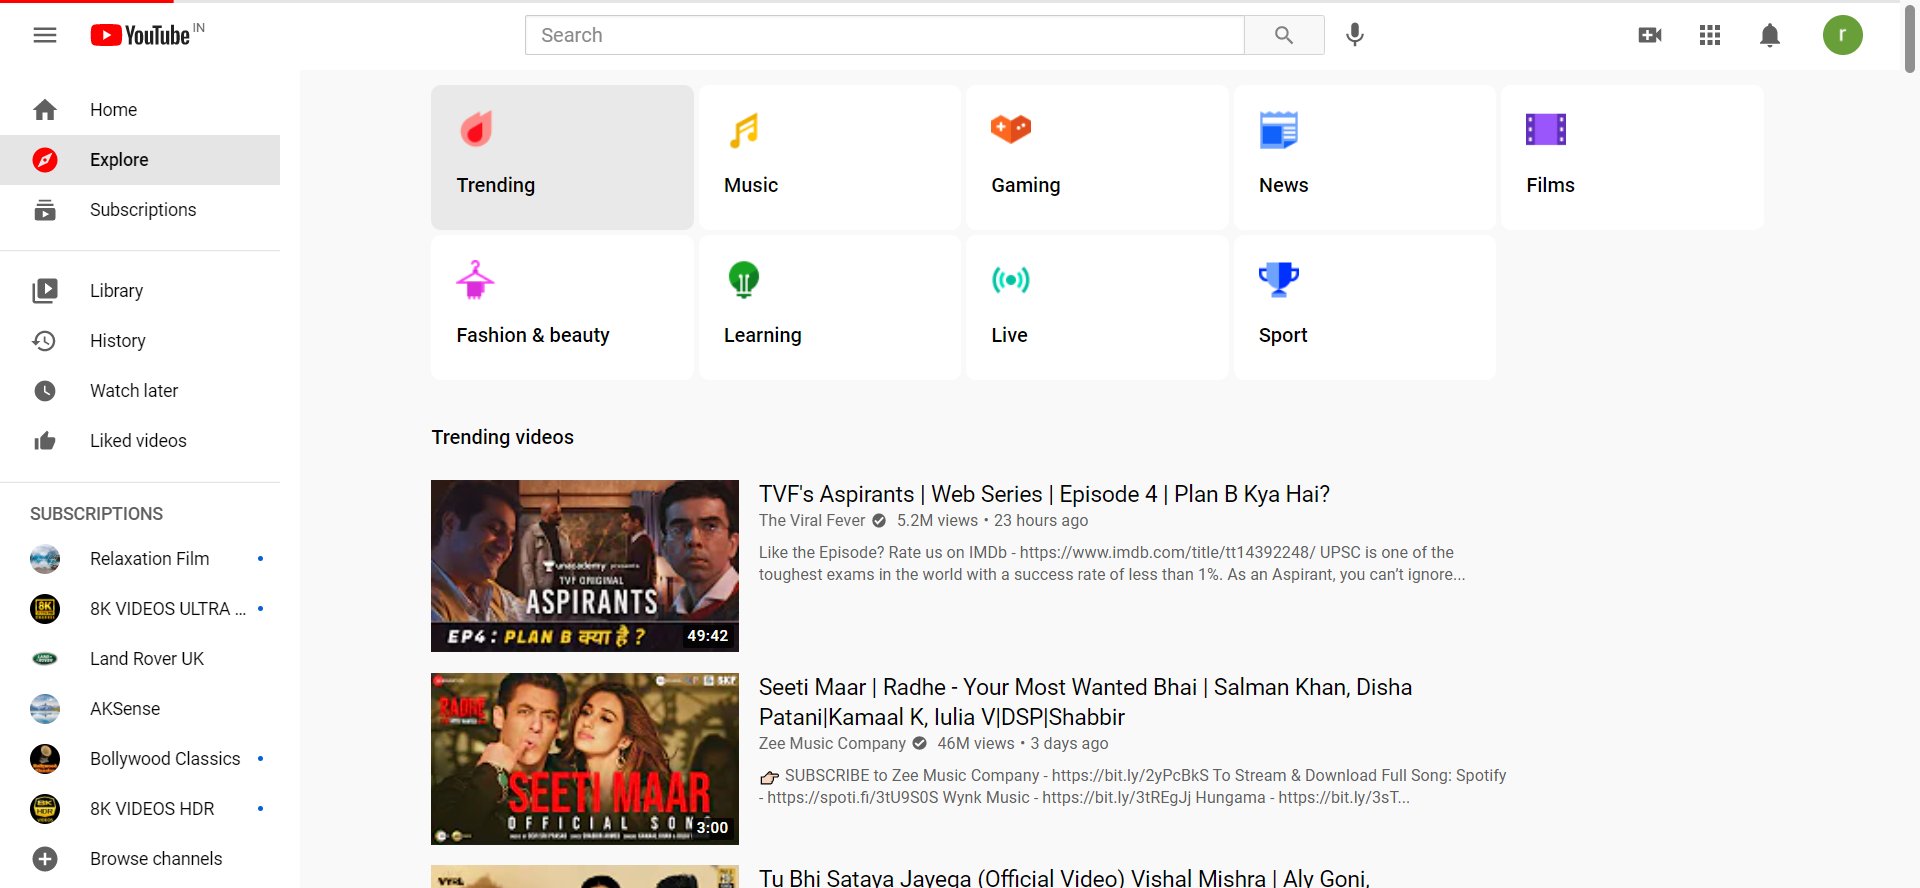 YouTube IN
Search
r
Home
Explore
Subscriptions
Library
History
Watch later
Liked videos
SUBSCRIPTIONS
Relaxation Film
8K VIDEOS ULTRA ...
Land Rover UK
AKSense
Bollywood Classics
8K VIDEOS HDR
Browse channels
Trending
Music
Gaming
News
Films
Fashion & beauty
Learning
Live
Sport
Trending videos
unacademy presents
TVF ORIGINAL
ASPIRANTS
EP4 : PLAN B क्या है ?
49:42
TVF's Aspirants | Web Series | Episode 4 | Plan B Kya Hai?
The Viral Fever 5.2M views • 23 hours ago
Like the Episode? Rate us on IMDb - https://www.imdb.com/title/tt14392248/ UPSC is one of the
toughest exams in the world with a success rate of less than 1%. As an Aspirant, you can’t ignore...
RADHE
SEETI MAAR
OFFICIAL SONG
3:00
Seeti Maar | Radhe - Your Most Wanted Bhai | Salman Khan, Disha
Patani|Kamaal K, Iulia V|DSP|Shabbir
Zee Music Company 46M views • 3 days ago
👉 SUBSCRIBE to Zee Music Company - https://bit.ly/2yPcBkS To Stream & Download Full Song: Spotify
- https://spoti.fi/3tU9S0S Wynk Music - https://bit.ly/3tREgJj Hungama - https://bit.ly/3sT...
VYRL
Tu Bhi Sataya Jayega (Official Video) Vishal Mishra | Aly Goni,